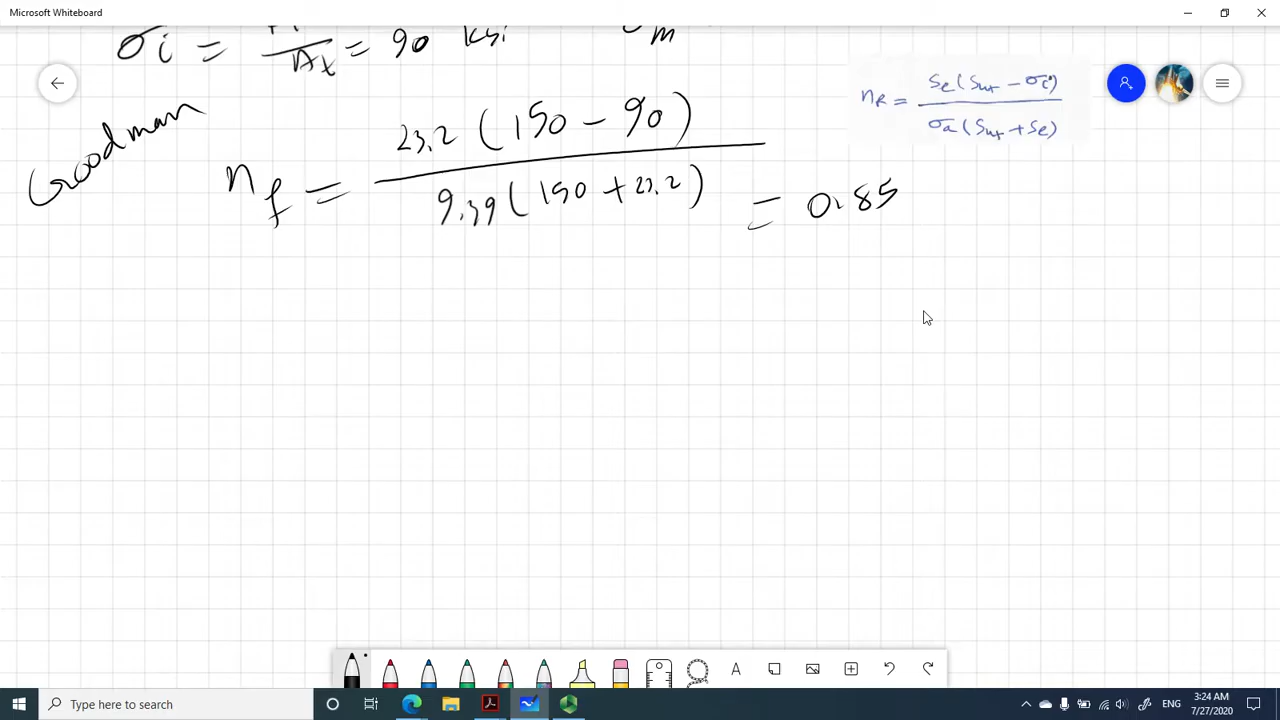 Microsoft Whiteboard
σi = / At = 90 ksi σm
Goodman
nf = 23.2 (150 - 90) / 9.39 (150 + 23.2) = 0.85
nf = Se (Sut - σi) / σa (Sut + Se)
A
Type here to search
ENG
3:24 AM
7/27/2020